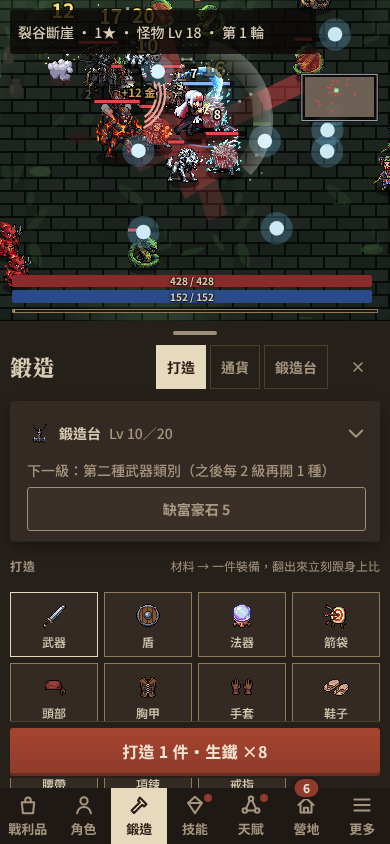 12 17 20
裂谷斷崖 · 1★ · 怪物 Lv 18 · 第 1 輪
10
7
+12 金
8
428 / 428
152 / 152
鍛造
打造
通貨
鍛造台
×
鍛造台 Lv 10／20
下一級：第二種武器類別（之後每 2 級再開 1 種）
缺富豪石 5
打造
材料 → 一件裝備，翻出來立刻跟身上比
武器
盾
法器
箭袋
頭部
胸甲
手套
鞋子
打造 1 件・生鐵 ×8
腰帶
項鍊
戒指
6
戰利品
角色
鍛造
技能
天賦
營地
更多